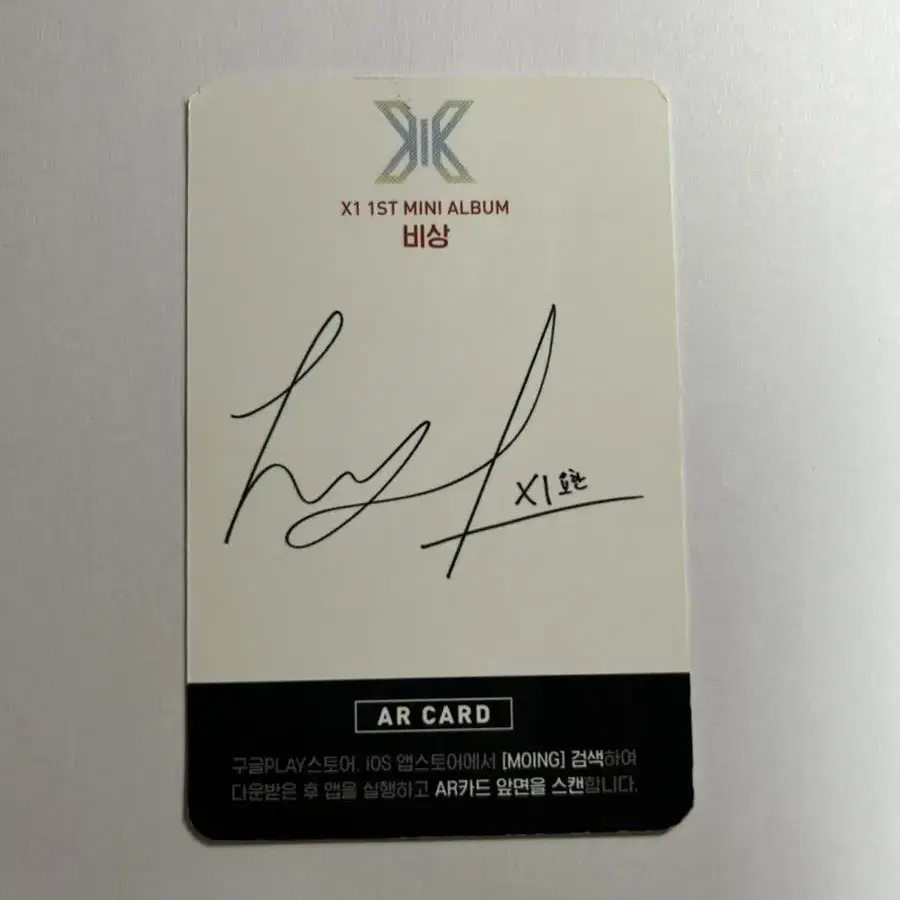 X1 1ST MINI ALBUM
비상
X1 요한
AR CARD
구글PLAY스토어, iOS 앱스토어에서 [MOING] 검색하여
다운받은 후 앱을 실행하고 AR카드 앞면을 스캔합니다.